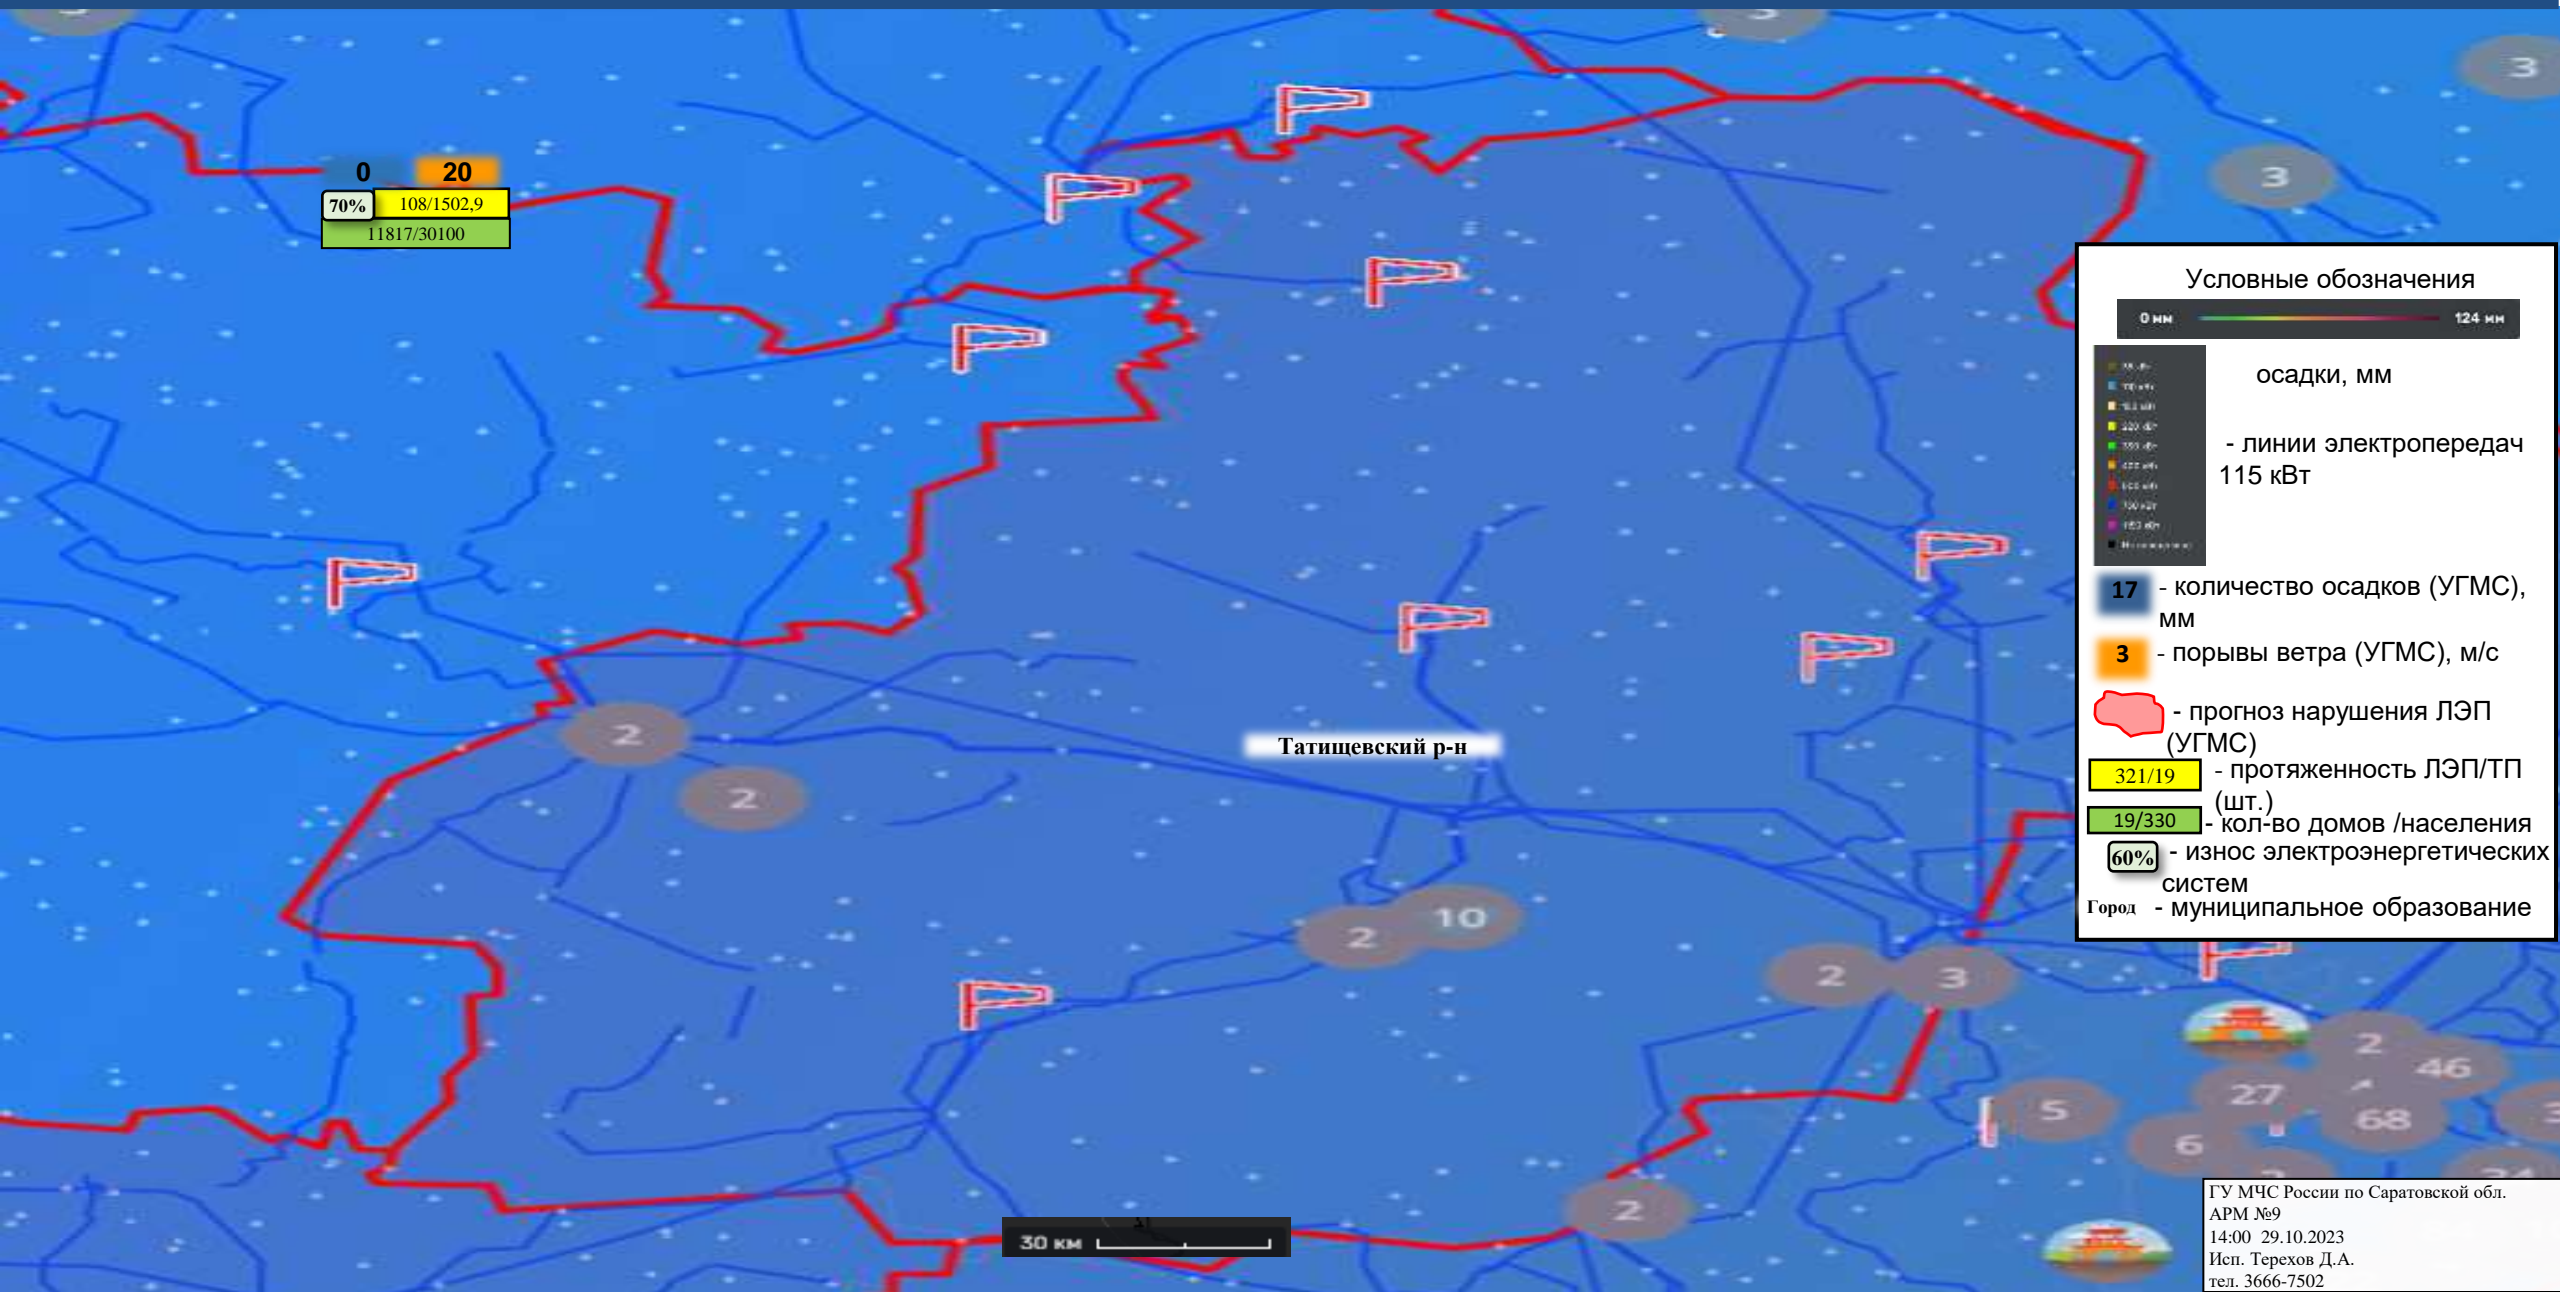 3
3
3
3
0
20
70%
108/1502,9
11817/30100
Условные обозначения
0 мм
124 мм
осадки, мм
- линии электропередач
115 кВт
17
- количество осадков (УГМС),
мм
3
- порывы ветра (УГМС), м/с
- прогноз нарушения ЛЭП
(УГМС)
321/19
- протяженность ЛЭП/ТП
(шт.)
19/330
- кол-во домов /населения
60%
- износ электроэнергетических
систем
Город
- муниципальное образование
Татищевский р-н
2
2
2
10
2
3
2
46
27
68
5
6
2
30 км
ГУ МЧС России по Саратовской обл.
АРМ №9
14:00 29.10.2023
Исп. Терехов Д.А.
тел. 3666-7502